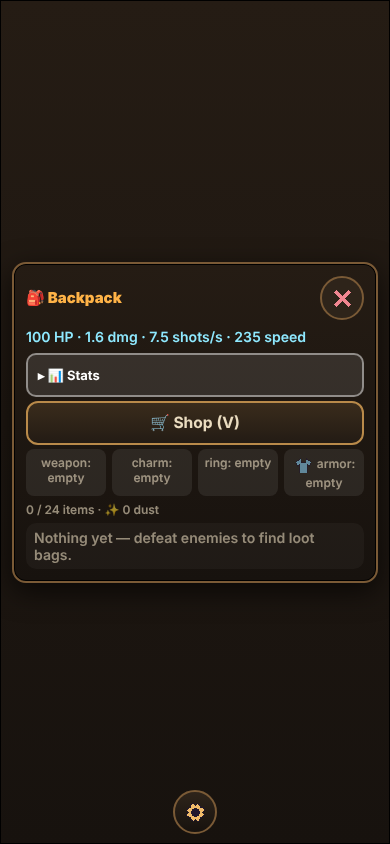 🎒 Backpack
100 HP · 1.6 dmg · 7.5 shots/s · 235 speed
▸ 📊 Stats
🛒 Shop (V)
weapon: empty
charm: empty
ring: empty
👕 armor: empty
0 / 24 items · ✨ 0 dust
Nothing yet — defeat enemies to find loot
bags.